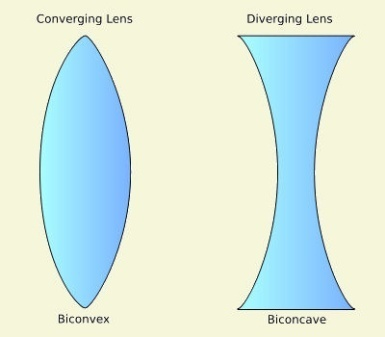 Converging Lens
Diverging Lens
Biconvex
Biconcave